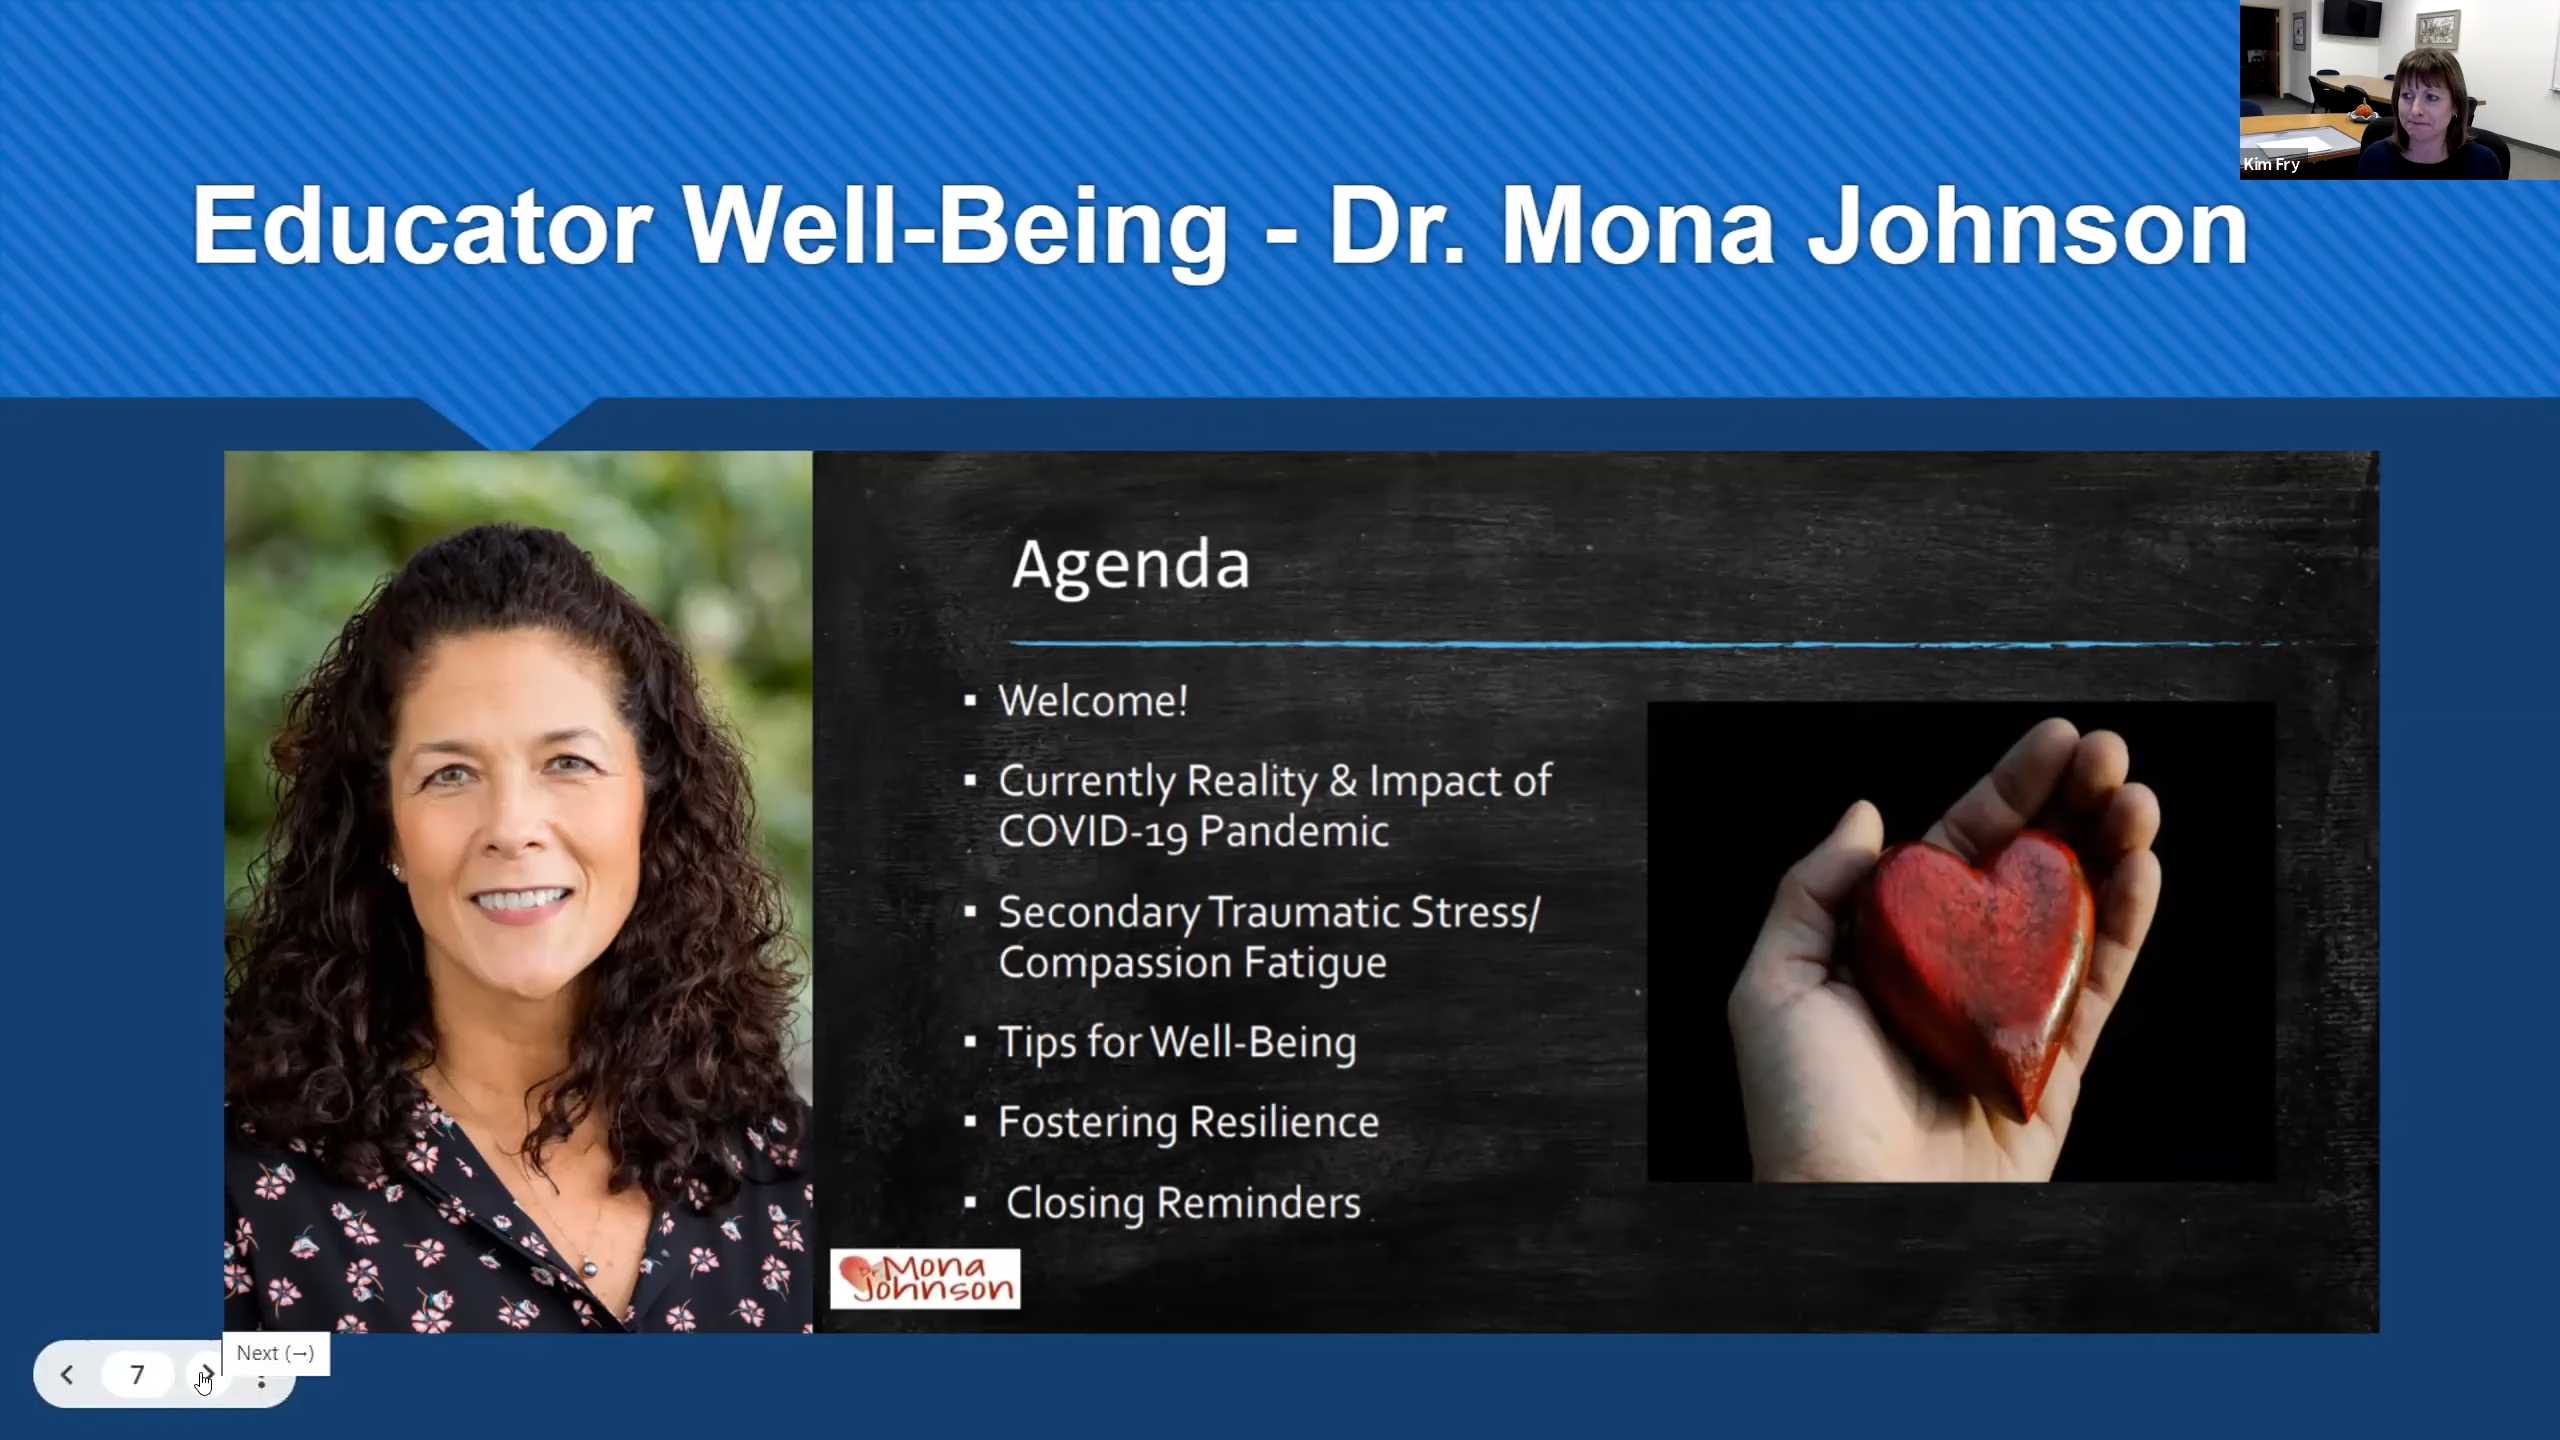 Kim Fry
Educator Well-Being - Dr. Mona Johnson
Agenda
▪ Welcome!
▪ Currently Reality & Impact of
COVID-19 Pandemic
▪ Secondary Traumatic Stress/
Compassion Fatigue
▪ Tips for Well-Being
▪ Fostering Resilience
▪ Closing Reminders
Dr. Mona
Johnson
Next (→)
7